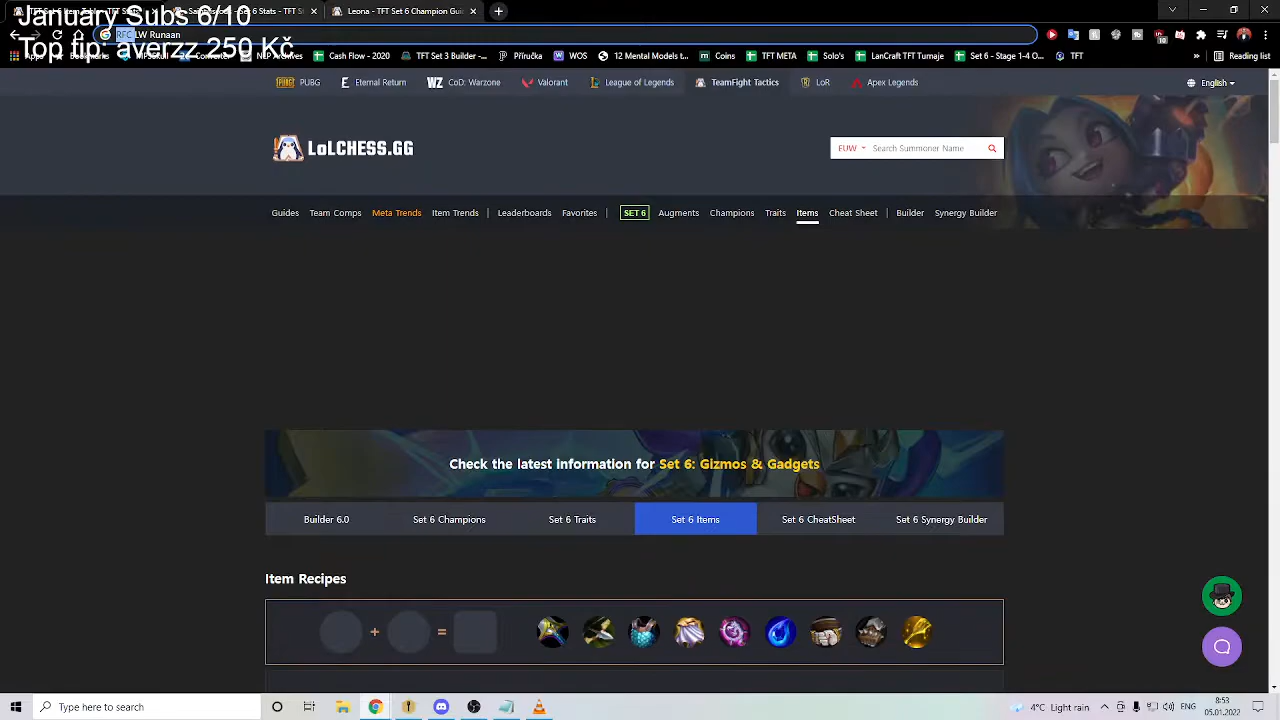 January Subs 6/10
Top tip: averzz 250 Kč
Leona - TFT Set 6 Champion Gui
RFC LW Runaan
Bookmarks
Cash Flow - 2020
TFT Set 3 Builder -...
Příručka
WOS
12 Mental Models t...
Coins
TFT META
Solo's
LanCraft TFT Turnaje
Set 6 - Stage 1-4 O...
TFT
»
Reading list
PUBG
Eternal Return
CoD: Warzone
Valorant
League of Legends
TeamFight Tactics
LoR
Apex Legends
English
LoLCHESS.GG
EUW
Search Summoner Name
Guides
Team Comps
Meta Trends
Item Trends
Leaderboards
Favorites
SET 6
Augments
Champions
Traits
Items
Cheat Sheet
Builder
Synergy Builder
Check the latest information for Set 6: Gizmos & Gadgets
Builder 6.0
Set 6 Champions
Set 6 Traits
Set 6 Items
Set 6 CheatSheet
Set 6 Synergy Builder
Item Recipes
+ =
Type here to search
4°C Light rain
ENG
8:53
05.01.2022